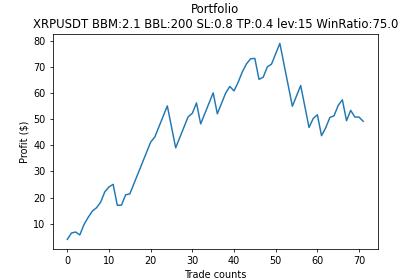 Portfolio
XRPUSDT BBM:2.1 BBL:200 SL:0.8 TP:0.4 lev:15 WinRatio:75.0
80
70
60
50
40
30
20
10
Profit ($)
0 10 20 30 40 50 60 70
Trade counts